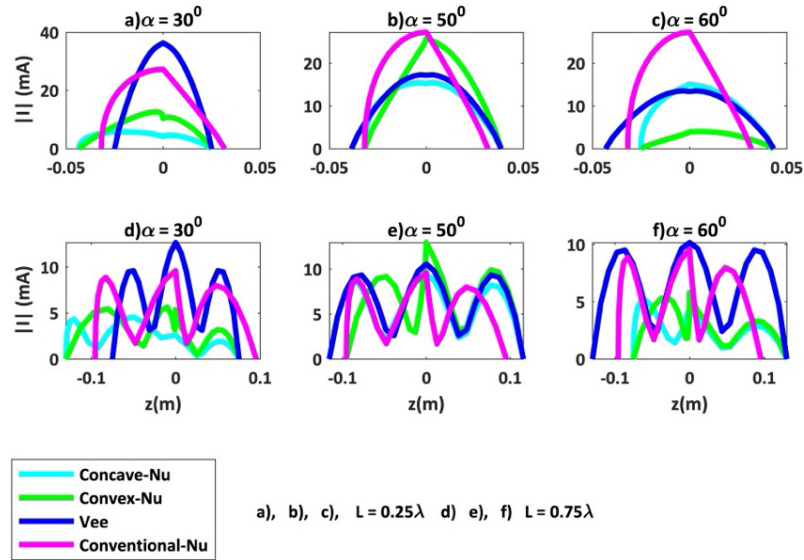 a)α = 30⁰
b)α = 50⁰
c)α = 60⁰
|I| (mA)
40
20
0
-0.05 0 0.05
20
10
0
-0.05 0 0.05
20
10
0
-0.05 0 0.05
d)α = 30⁰
e)α = 50⁰
f)α = 60⁰
|I| (mA)
10
5
0
-0.1 0 0.1
z(m)
10
5
0
-0.1 0 0.1
z(m)
10
5
0
-0.1 0 0.1
z(m)
Concave-Nu
Convex-Nu
Vee
Conventional-Nu
a), b), c), L = 0.25λ d) e), f) L = 0.75λ